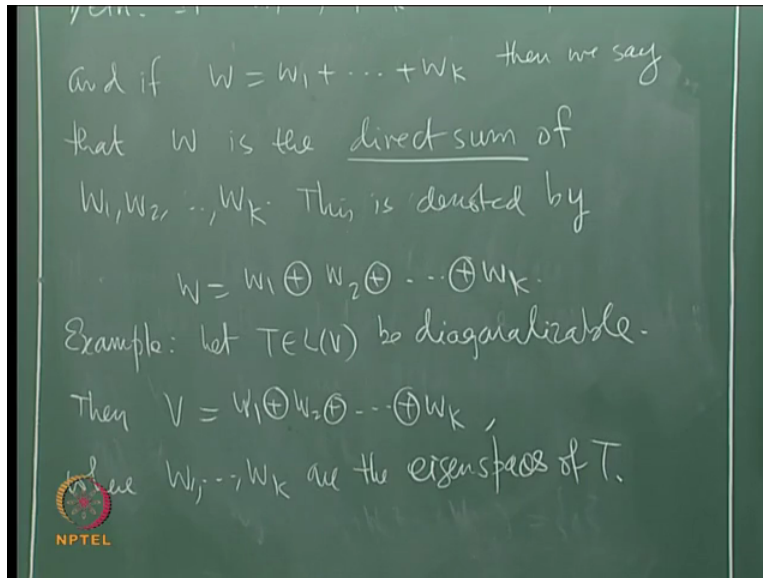 and if W = W1 + ... + WK then we say
that W is the direct sum of
W1, W2, .., WK. This is denoted by
W = W1 ⊕ W2 ⊕ ... ⊕ WK.
Example: Let T ∈ L(V) be diagonalizable.
Then V = W1 ⊕ W2 ⊕ ... ⊕ WK,
where W1, ..., WK are the eigenspaces of T.
NPTEL